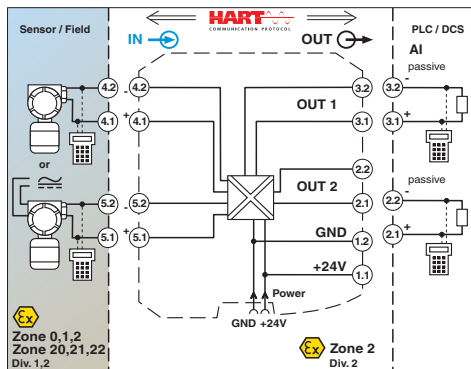 Sensor / Field
HART
COMMUNICATION PROTOCOL
IN
OUT
PLC / DCS
AI
passive
4.2
-
4.2
-
4.1
+
4.1
OUT 1
3.2
3.2
-
3.1
3.1
+
or
5.2
-
5.2
5.1
+
5.1
2.2
OUT 2
2.1
GND
1.2
+24V
1.1
passive
2.2
-
2.1
+
Power
GND +24V
Ex
Zone 0,1,2
Zone 20,21,22
Div. 1,2
Ex
Zone 2
Div. 2